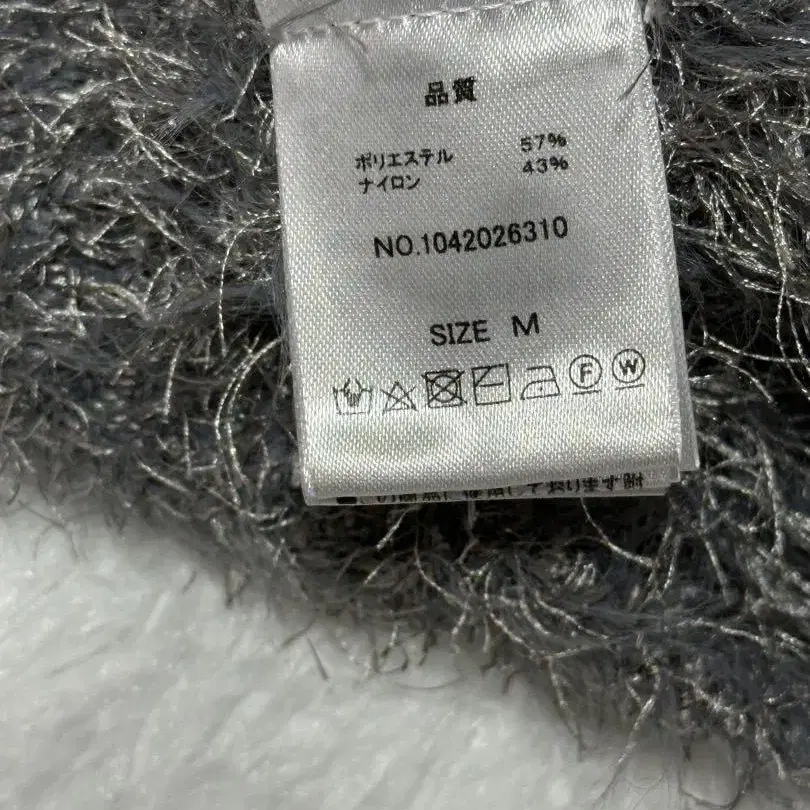 品質
ポリエステル 57%
ナイロン 43%
NO.1042026310
SIZE M
F W